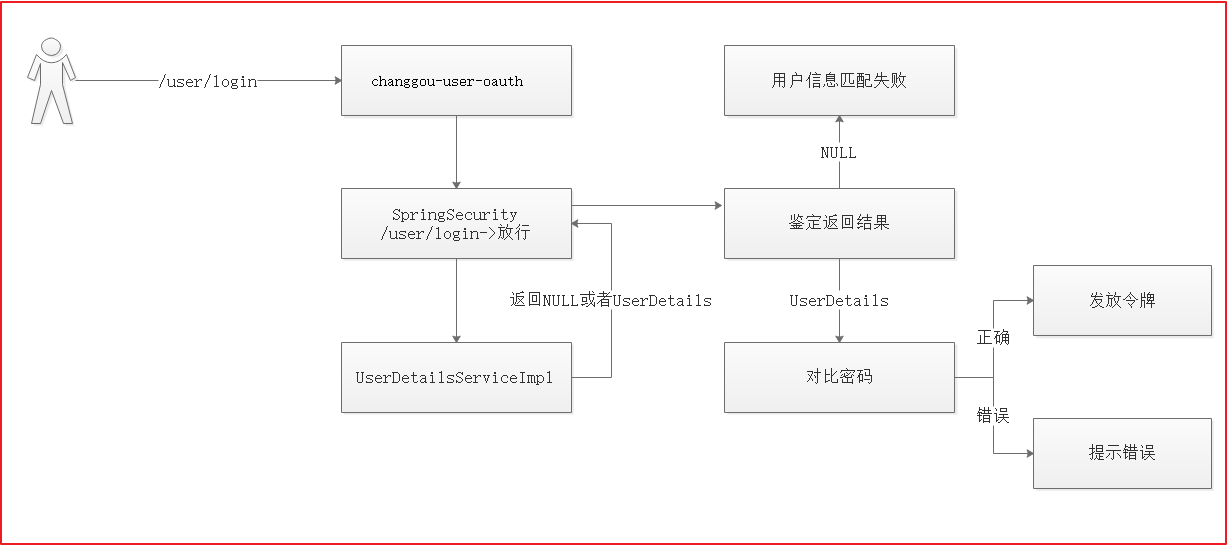 /user/login
changgou-user-oauth
用户信息匹配失败
NULL
SpringSecurity
/user/login->放行
鉴定返回结果
返回NULL或者UserDetails
UserDetails
发放令牌
正确
UserDetailsServiceImpl
对比密码
错误
提示错误